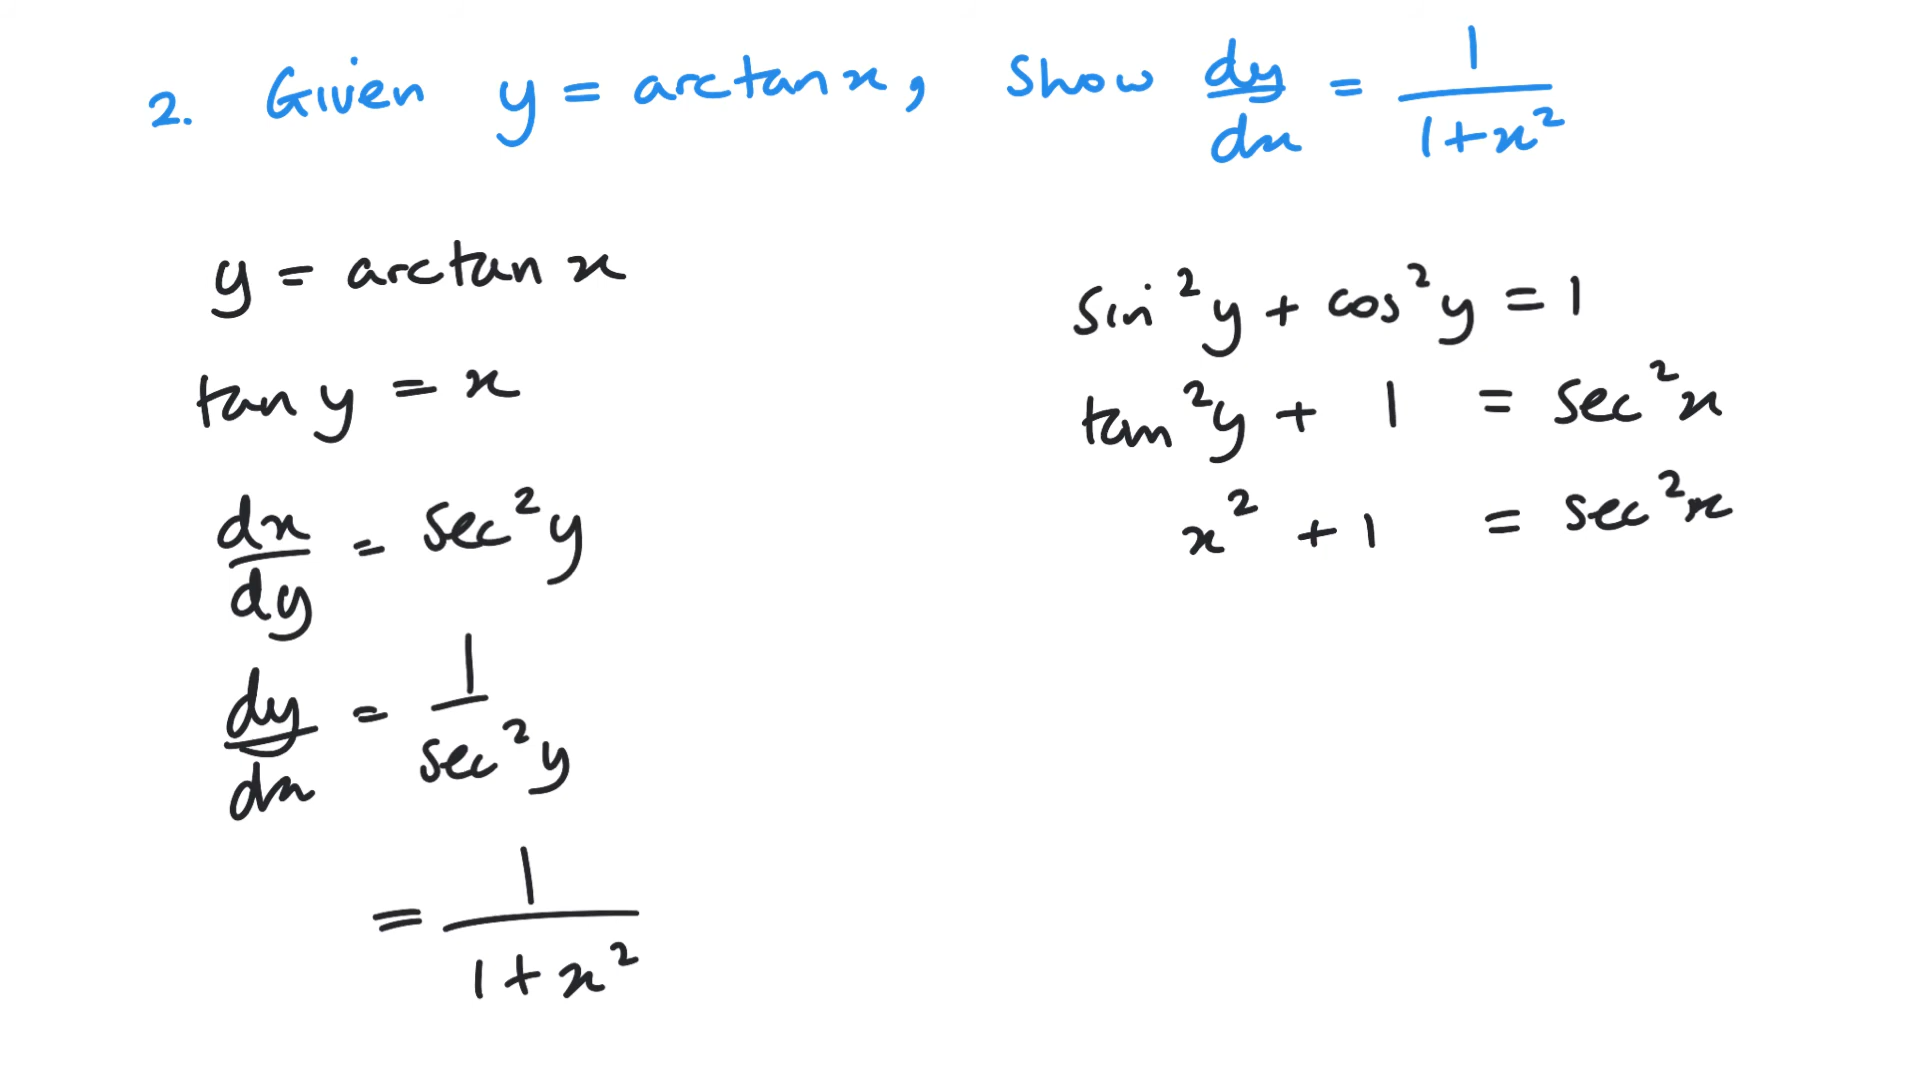 2. Given y = arctan x, Show dy/dx = 1/(1+x²)
y = arctan x
tan y = x
dx/dy = sec²y
dy/dx = 1/sec²y
= 1/(1+x²)
sin²y + cos²y = 1
tan²y + 1 = sec²x
x² + 1 = sec²x